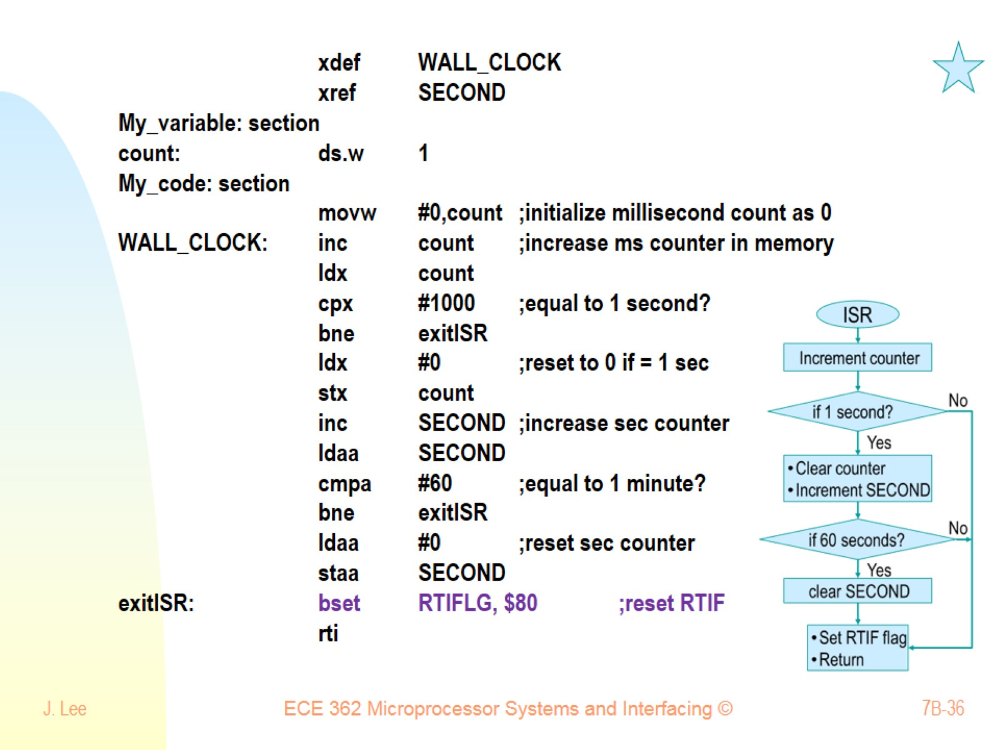 xdef WALL_CLOCK
xref SECOND
My_variable: section
count: ds.w 1
My_code: section
movw #0,count ;initialize millisecond count as 0
WALL_CLOCK: inc count ;increase ms counter in memory
ldx count
cpx #1000 ;equal to 1 second?
bne exitISR
ldx #0 ;reset to 0 if = 1 sec
stx count
inc SECOND ;increase sec counter
ldaa SECOND
cmpa #60 ;equal to 1 minute?
bne exitISR
ldaa #0 ;reset sec counter
staa SECOND
exitISR: bset RTIFLG, $80 ;reset RTIF
rti
ISR
Increment counter
if 1 second?
No
Yes
•Clear counter
•Increment SECOND
if 60 seconds?
No
Yes
clear SECOND
•Set RTIF flag
•Return
J. Lee
ECE 362 Microprocessor Systems and Interfacing ©
7B-36